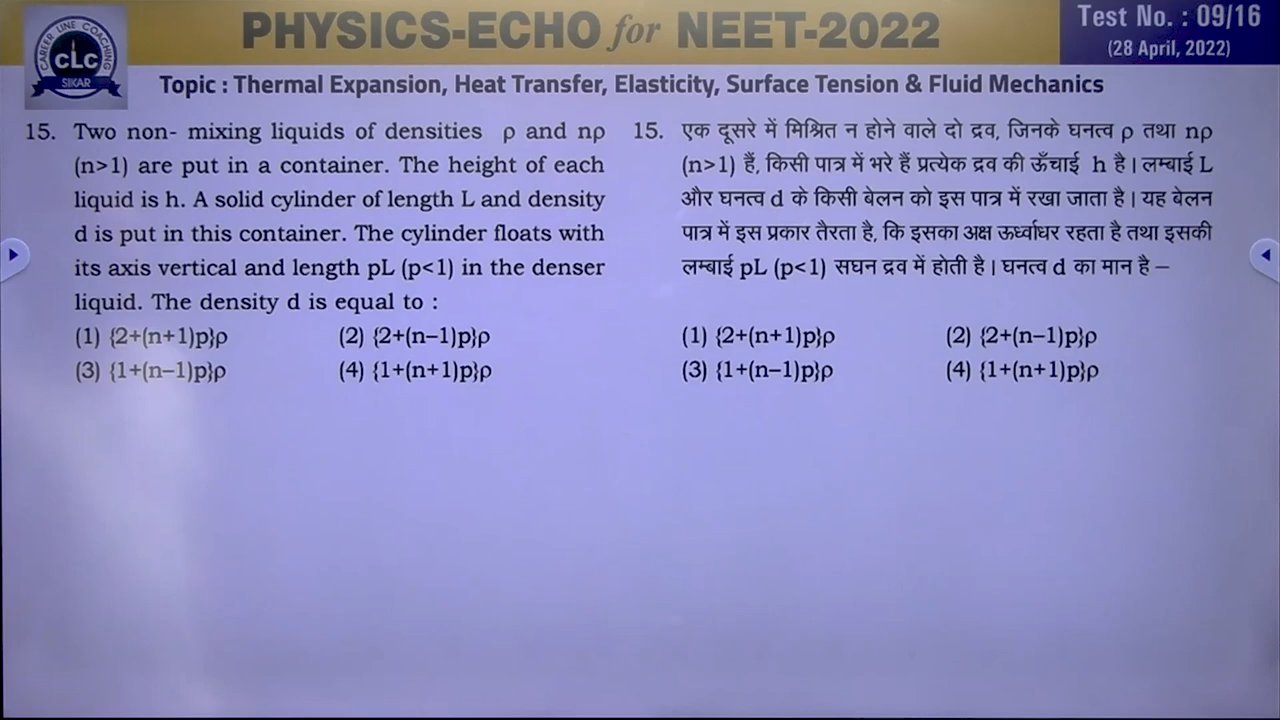 PHYSICS-ECHO for NEET-2022
Test No. : 09/16
(28 April, 2022)
CAREER LINE COACHING
CLC
SIKAR
Topic : Thermal Expansion, Heat Transfer, Elasticity, Surface Tension & Fluid Mechanics
15. Two non- mixing liquids of densities ρ and nρ
(n>1) are put in a container. The height of each
liquid is h. A solid cylinder of length L and density
d is put in this container. The cylinder floats with
its axis vertical and length pL (p<1) in the denser
liquid. The density d is equal to :
(1) {2+(n+1)p}ρ (2) {2+(n–1)p}ρ
(3) {1+(n–1)p}ρ (4) {1+(n+1)p}ρ
15. एक दूसरे में मिश्रित न होने वाले दो द्रव, जिनके घनत्व ρ तथा nρ
(n>1) हैं, किसी पात्र में भरे हैं प्रत्येक द्रव की ऊँचाई h है। लम्बाई L
और घनत्व d के किसी बेलन को इस पात्र में रखा जाता है। यह बेलन
पात्र में इस प्रकार तैरता है, कि इसका अक्ष ऊर्ध्वाधर रहता है तथा इसकी
लम्बाई pL (p<1) सघन द्रव में होती है। घनत्व d का मान है –
(1) {2+(n+1)p}ρ (2) {2+(n–1)p}ρ
(3) {1+(n–1)p}ρ (4) {1+(n+1)p}ρ